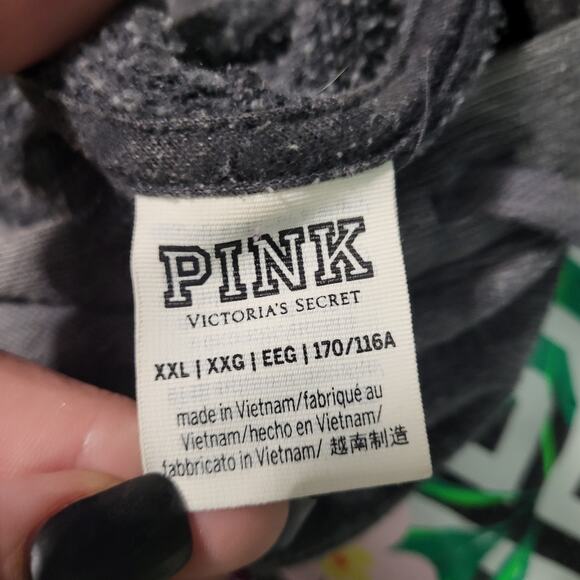 PINK
VICTORIA'S SECRET
XXL | XXG | EEG | 170/116A
made in Vietnam/fabriqué au
Vietnam/hecho en Vietnam/
fabbricato in Vietnam/ 越南制造